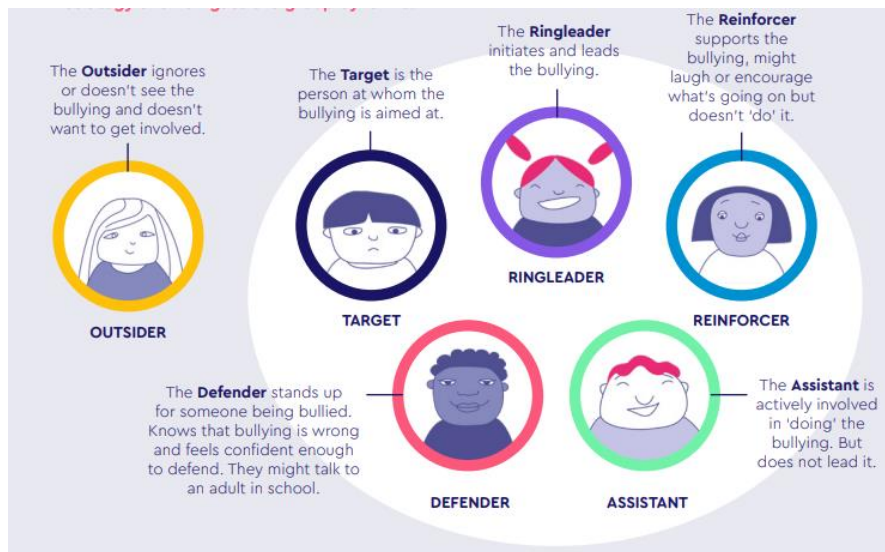 The Outsider ignores
or doesn't see the
bullying and doesn't
want to get involved.
OUTSIDER
The Target is the
person at whom the
bullying is aimed at.
TARGET
The Ringleader
initiates and leads
the bullying.
RINGLEADER
The Reinforcer
supports the
bullying, might
laugh or encourage
what's going on but
doesn't 'do' it.
REINFORCER
The Defender stands up
for someone being bullied.
Knows that bullying is wrong
and feels confident enough
to defend. They might talk to
an adult in school.
DEFENDER
The Assistant is
actively involved
in 'doing' the
bullying. But
does not lead it.
ASSISTANT